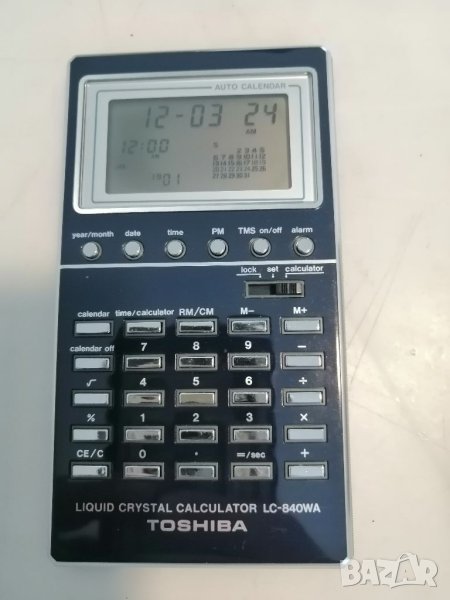 AUTO CALENDAR
12-03 24
AM
12:00
AM
S
2 3 4 5
6 7 8 9 10 11 12
13 14 15 16 17 18 19
20 21 22 23 24 25 26
27 28 29 30 31
1901
year/month date time PM TMS on/off alarm
lock set calculator
calendar time/calculator RM/CM M− M+
calendar off 7 8 9 −
√ 4 5 6 ÷
% 1 2 3 ×
CE/C 0 · =/sec +
LIQUID CRYSTAL CALCULATOR LC-840WA
TOSHIBA
BAZAR